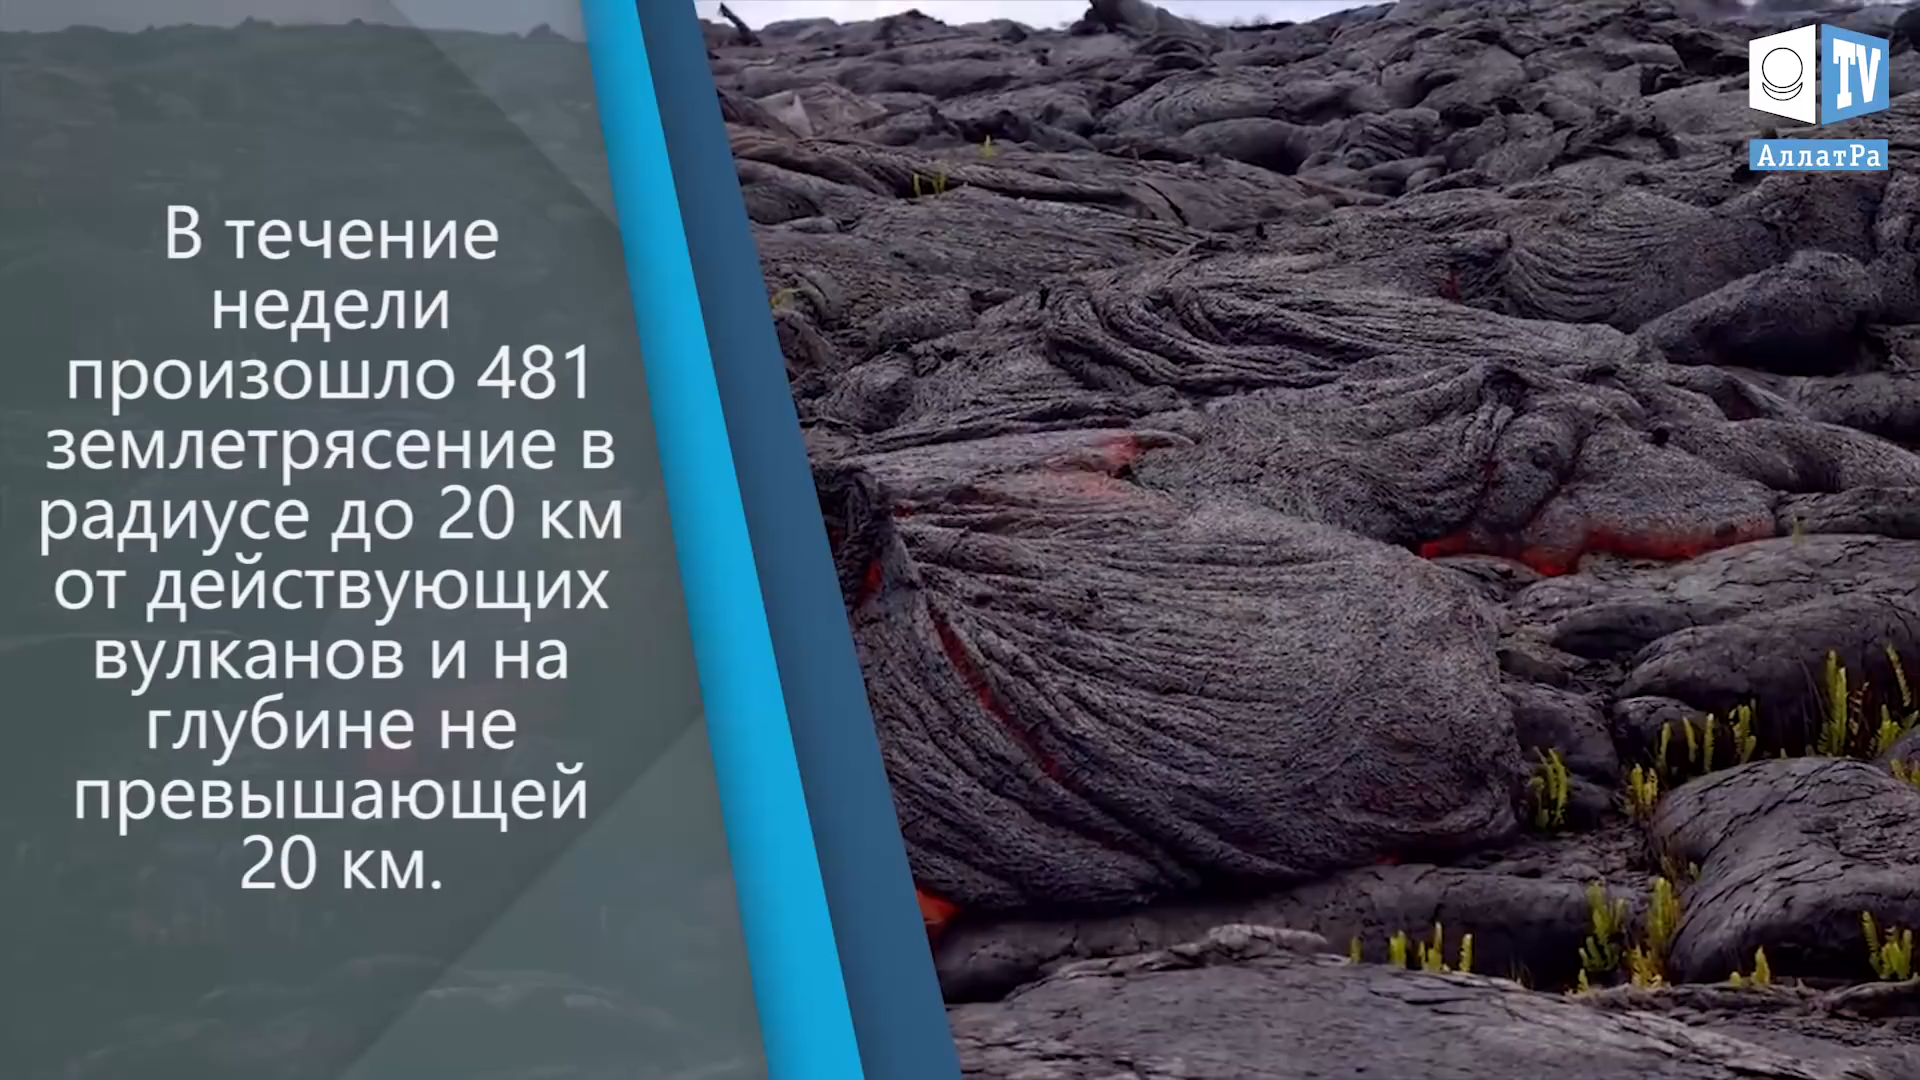 В течение
недели
произошло 481
землетрясение в
радиусе до 20 км
от действующих
вулканов и на
глубине не
превышающей
20 км.
TV
АллатРа